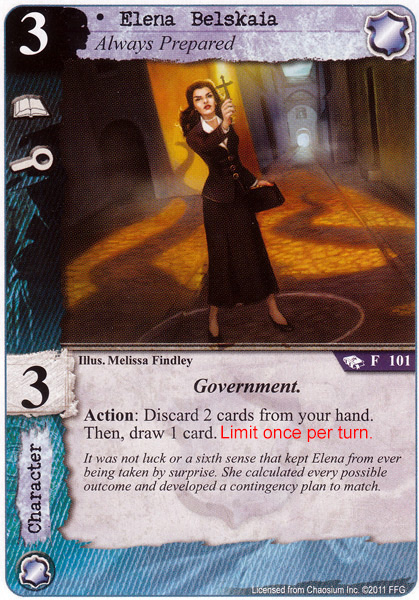 3
• Elena Belskaia
Always Prepared
Illus. Melissa Findley
F 101
3
Government.
Action: Discard 2 cards from your hand.
Then, draw 1 card. Limit once per turn.
It was not luck or a sixth sense that kept Elena from ever
being taken by surprise. She calculated every possible
outcome and developed a contingency plan to match.
Character
Licensed from Chaosium Inc. ©2011 FFG